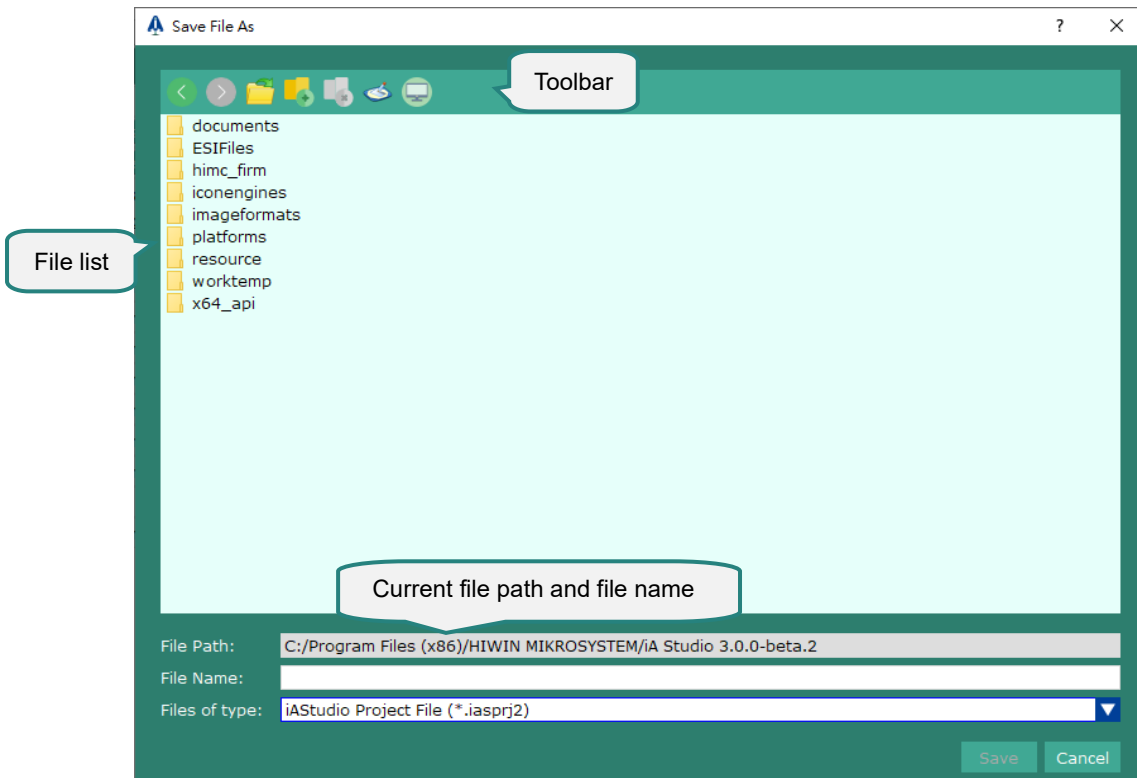 Save File As
?
Toolbar
documents
ESIFiles
himc_firm
iconengines
imageformats
platforms
resource
worktemp
x64_api
File list
Current file path and file name
File Path: C:/Program Files (x86)/HIWIN MIKROSYSTEM/iA Studio 3.0.0-beta.2
File Name:
Files of type: iAStudio Project File (*.iasprj2)
Save Cancel